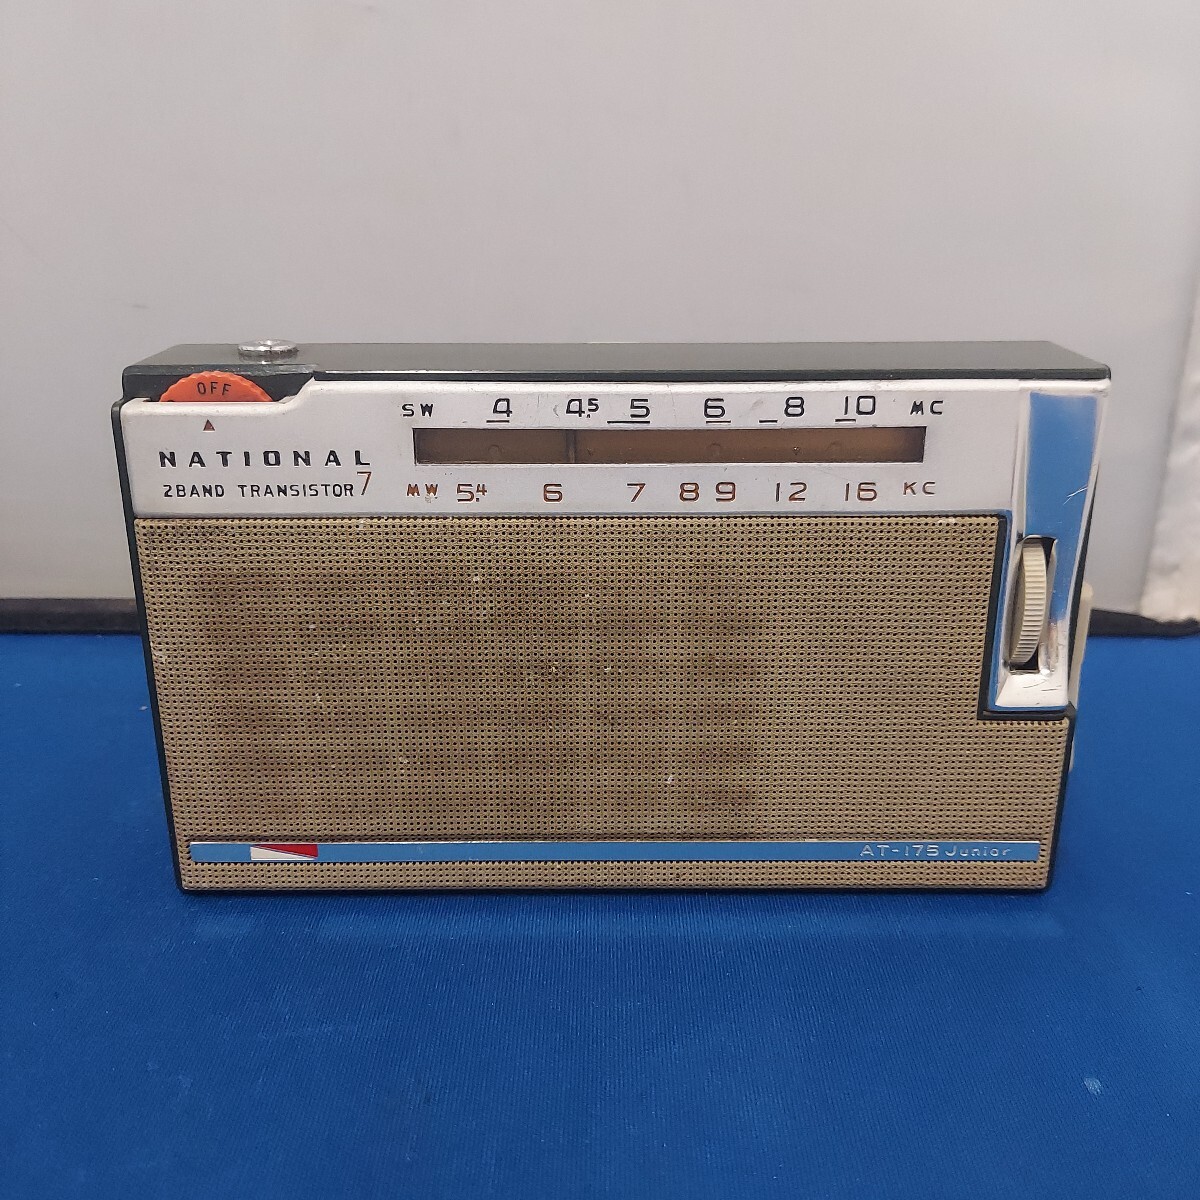 OFF
SW 4 4.5 5 6 8 10 MC
NATIONAL
2BAND TRANSISTOR 7
MW 5.4 6 7 8 9 12 16 KC
AT-175 Junior